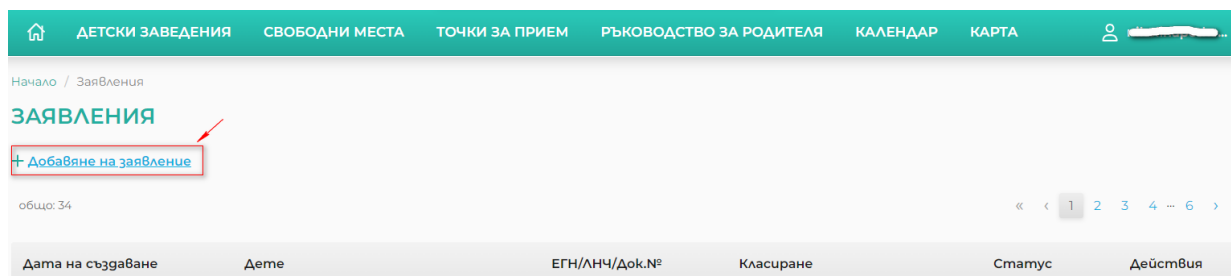 ДЕТСКИ ЗАВЕДЕНИЯ СВОБОДНИ МЕСТА ТОЧКИ ЗА ПРИЕМ РЪКОВОДСТВО ЗА РОДИТЕЛЯ КАЛЕНДАР КАРТА
Начало / Заявления
ЗАЯВЛЕНИЯ
+ Добавяне на заявление
общо: 34
« ‹ 1 2 3 4 ... 6 ›
Дата на създаване Дете ЕГН/ЛНЧ/Док.№ Класиране Статус Действия